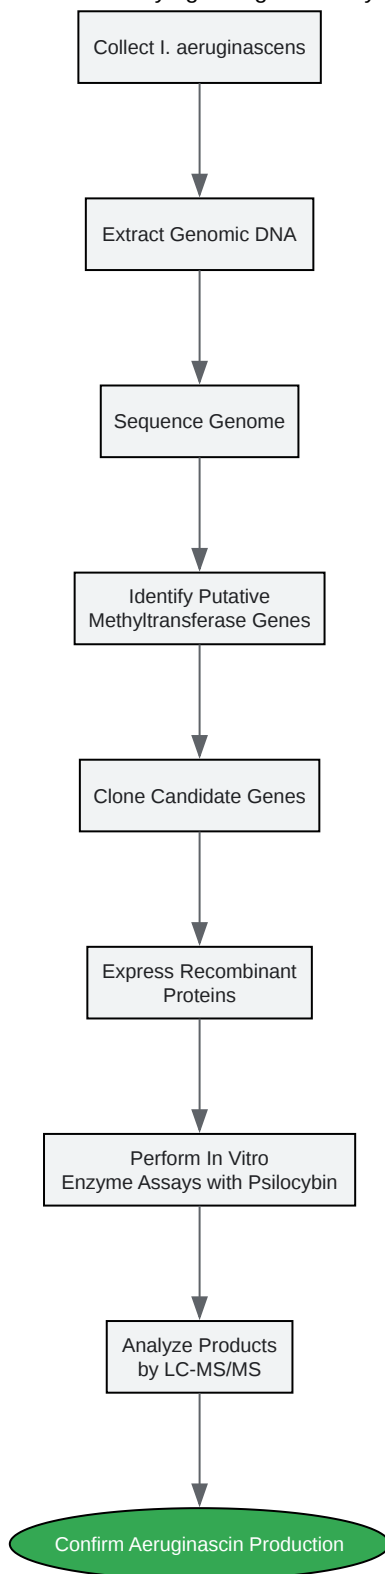 Collect I. aeruginascens
Extract Genomic DNA
Sequence Genome
Identify Putative
Methyltransferase Genes
Clone Candidate Genes
Express Recombinant
Proteins
Perform In Vitro
Enzyme Assays with Psilocybin
Analyze Products
by LC-MS/MS
Confirm Aeruginascin Production